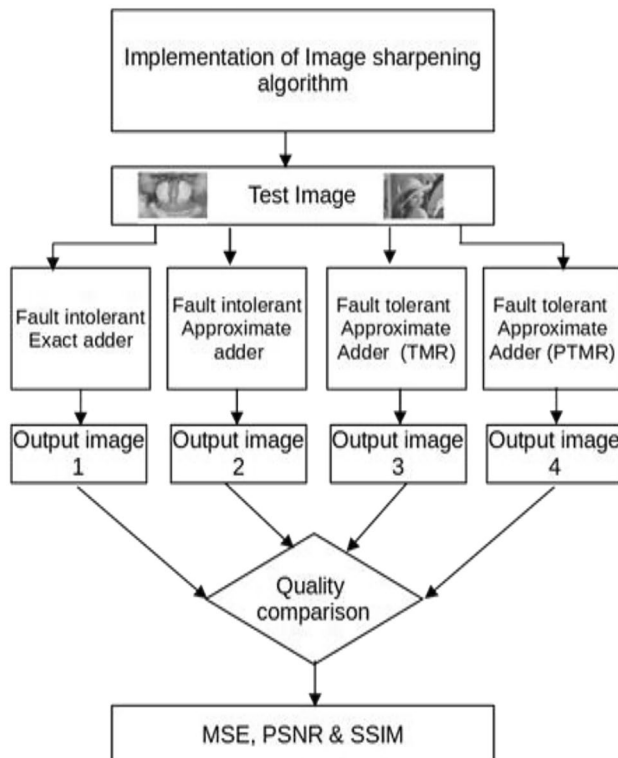 Implementation of Image sharpening
algorithm
Test Image
Fault intolerant
Exact adder
Fault intolerant
Approximate
adder
Fault tolerant
Approximate
Adder (TMR)
Fault tolerant
Approximate
Adder (PTMR)
Output image
1
Output image
2
Output image
3
Output image
4
Quality
comparison
MSE, PSNR & SSIM